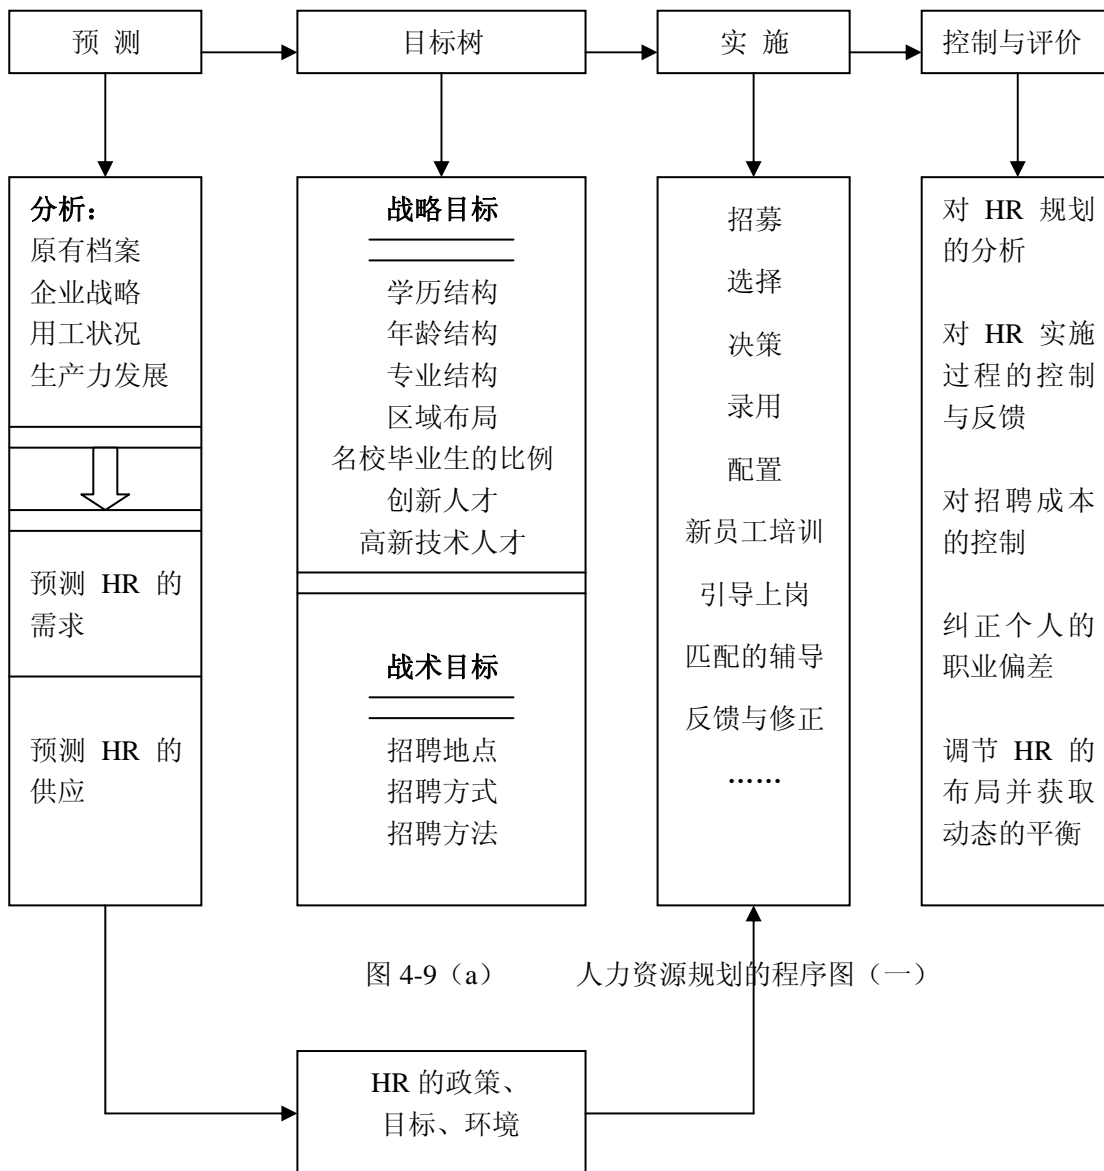 预 测
目标树
实 施
控制与评价
分析：
原有档案
企业战略
用工状况
生产力发展
预测 HR 的
需求
预测 HR 的
供应
战略目标
学历结构
年龄结构
专业结构
区域布局
名校毕业生的比例
创新人才
高新技术人才
战术目标
招聘地点
招聘方式
招聘方法
招募
选择
决策
录用
配置
新员工培训
引导上岗
匹配的辅导
反馈与修正
……
对 HR 规划
的分析
对 HR 实施
过程的控制
与反馈
对招聘成本
的控制
纠正个人的
职业偏差
调节 HR 的
布局并获取
动态的平衡
图 4-9（a） 人力资源规划的程序图（一）
HR 的政策、
目标、环境